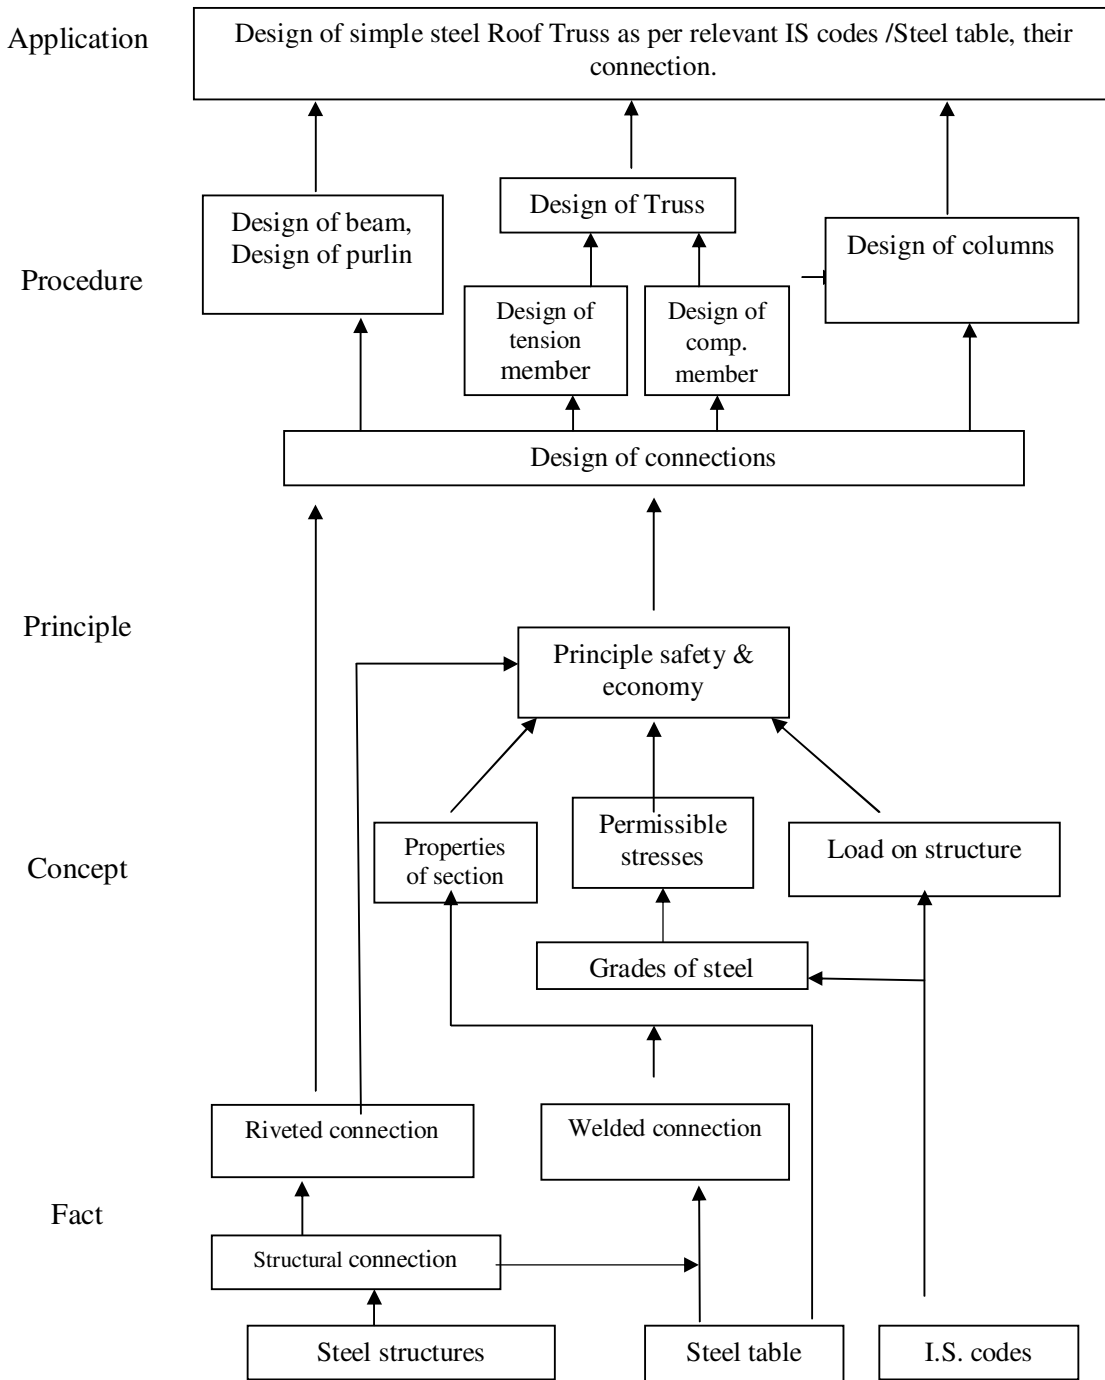 Application
Design of simple steel Roof Truss as per relevant IS codes /Steel table, their
connection.
Procedure
Design of beam,
Design of purlin
Design of Truss
Design of columns
Design of
tension
member
Design of
comp.
member
Design of connections
Principle
Principle safety &
economy
Concept
Properties
of section
Permissible
stresses
Load on structure
Grades of steel
Fact
Riveted connection
Welded connection
Structural connection
Steel structures
Steel table
I.S. codes